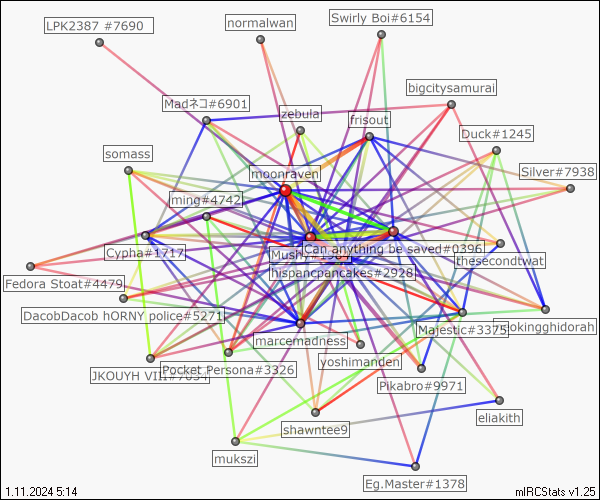 LPK2387 #7690
normalwan
Swirly Boi#6154
bigcitysamurai
Madネコ#6901
zebula
frisout
Duck#1245
somass
moonraven
Silver#7938
ming#4742
Cypha#1717
Can anything be saved#0396
thesecondtwat
hispancpancakes#2928
Fedora Stoat#4479
DacobDacob hORNY police#5271
marcemadness
Majestic#3375
JKOUYH VIII#7054
Pocket Persona#3326
yoshimanden
Pikabro#9971
eliakith
shawntee9
mukszi
Eg.Master#1378
1.11.2024 5:14
mIRCStats v1.25